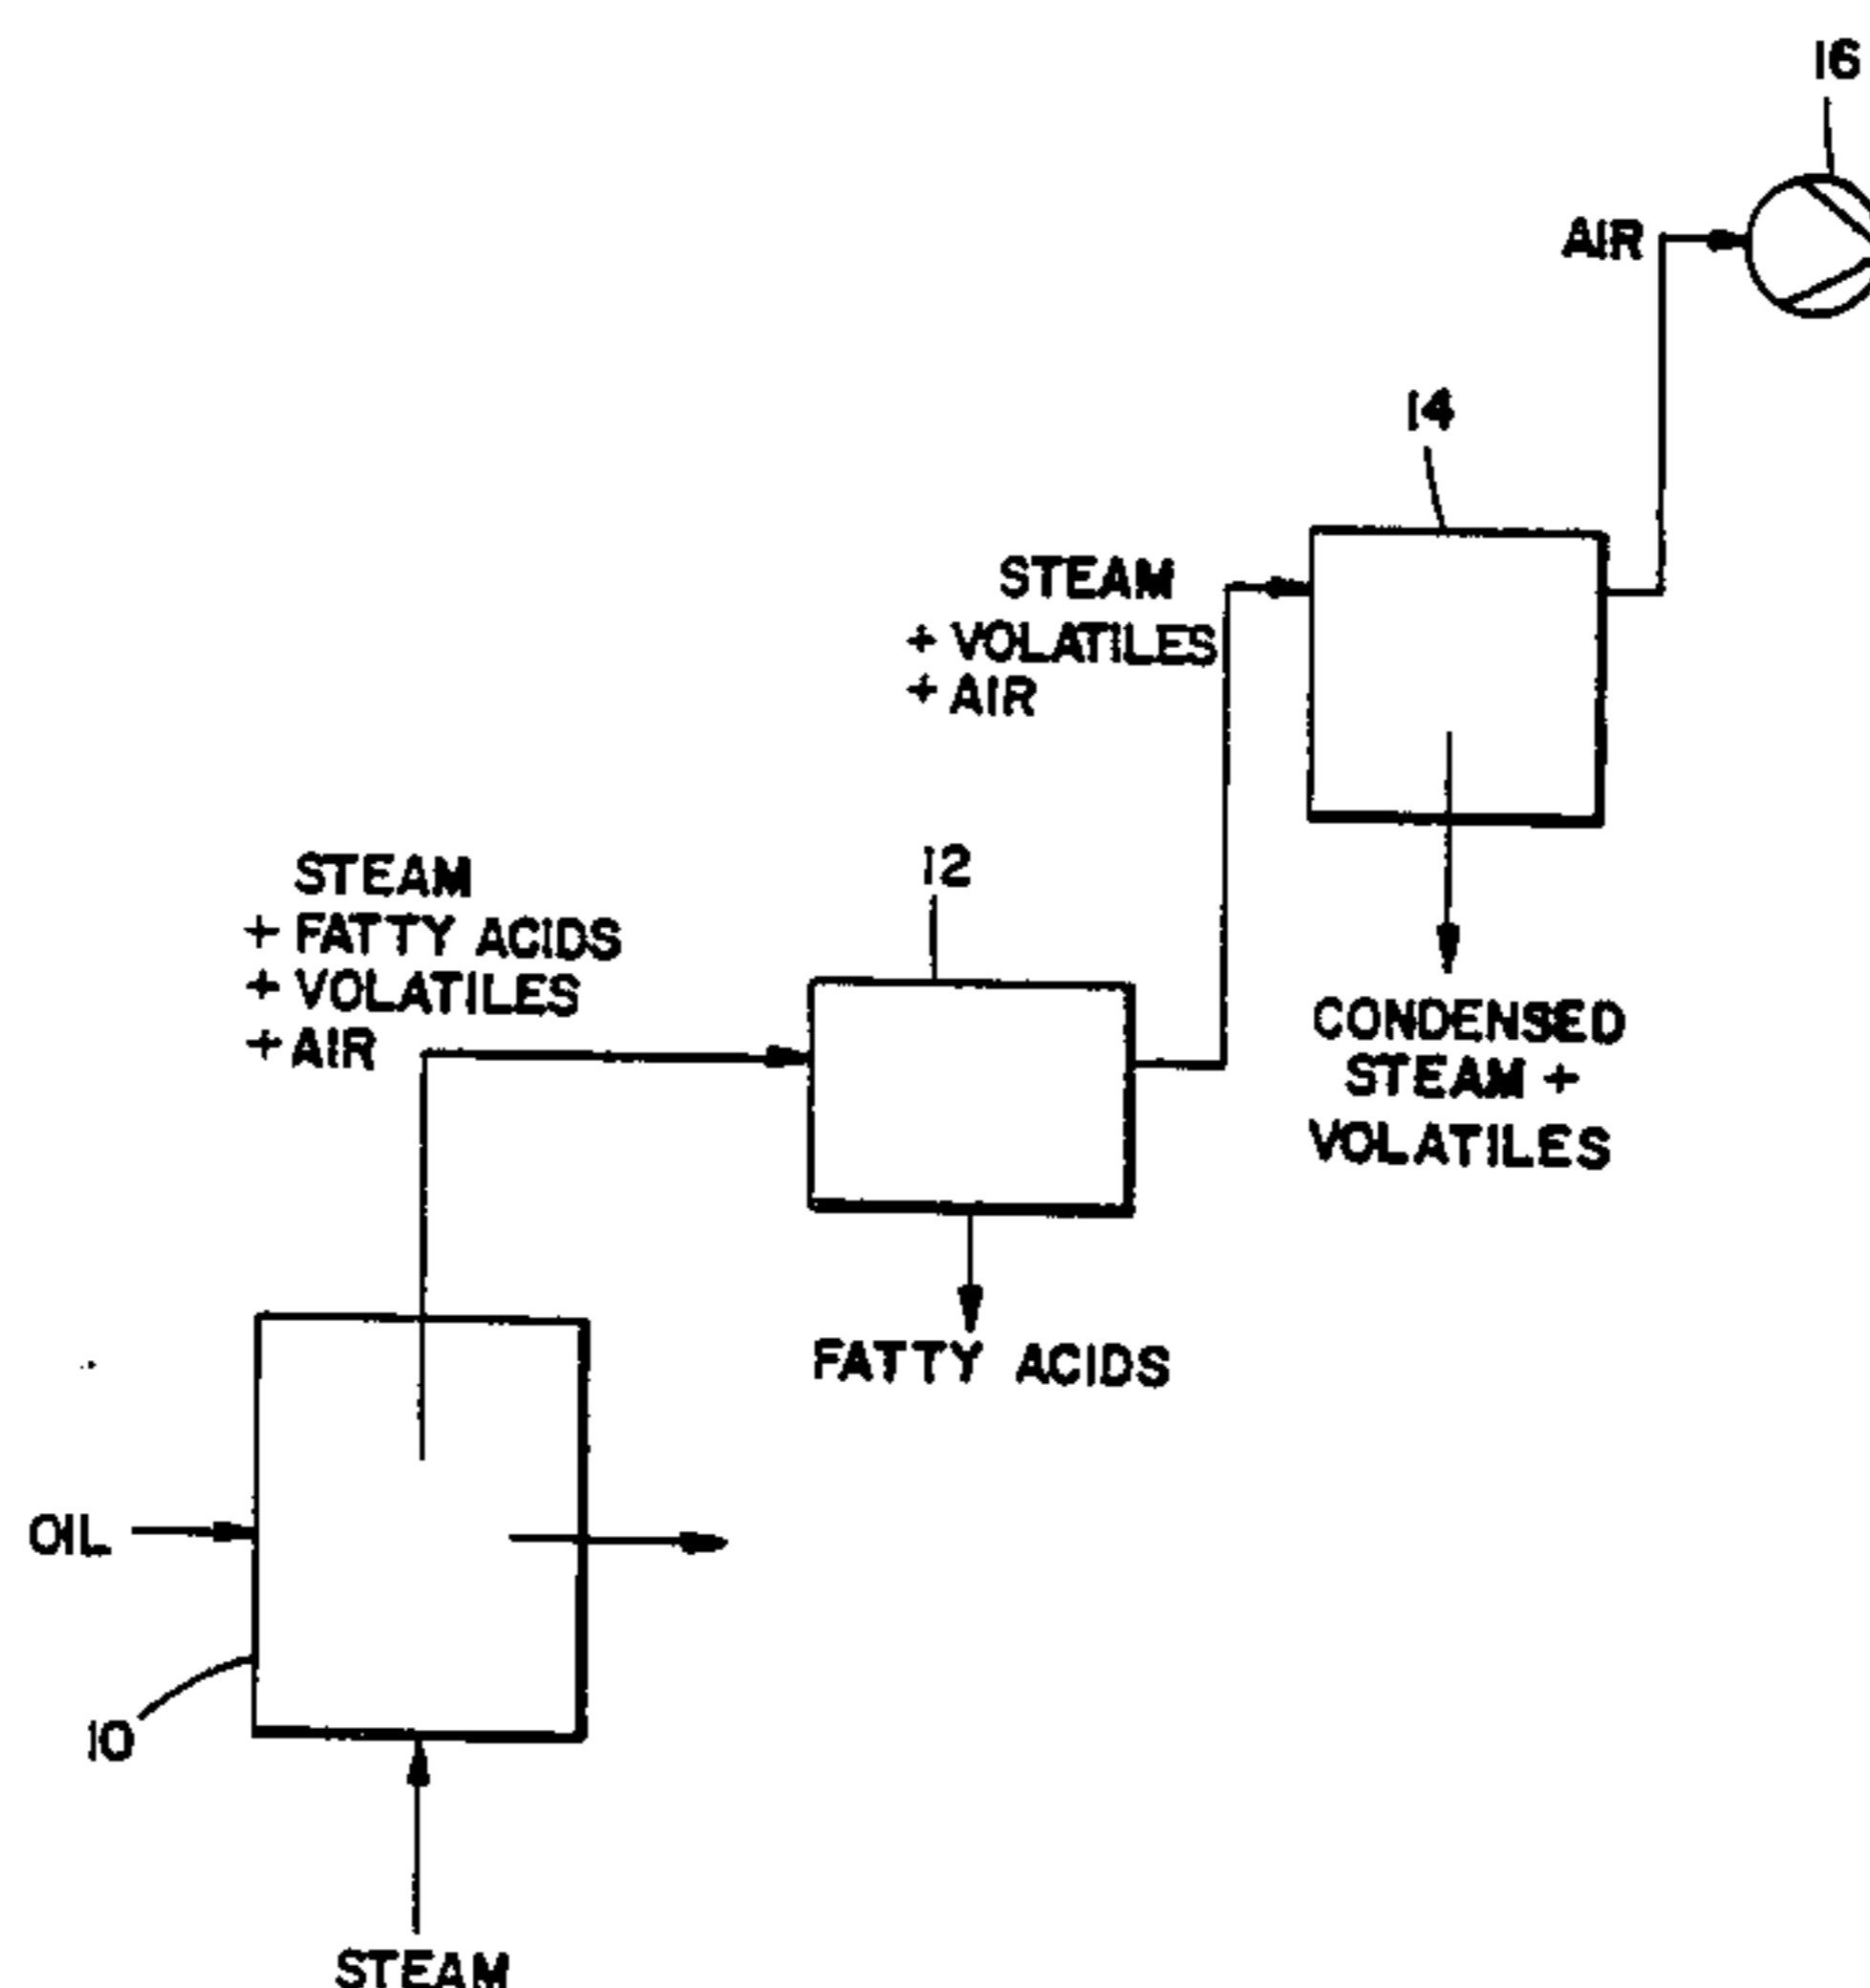 16
AIR
14
STEAM
+ VOLATILES
+ AIR
12
STEAM
+ FATTY ACIDS
+ VOLATILES
+ AIR
CONDENSED
STEAM +
VOLATILES
FATTY ACIDS
OIL
10
STEAM